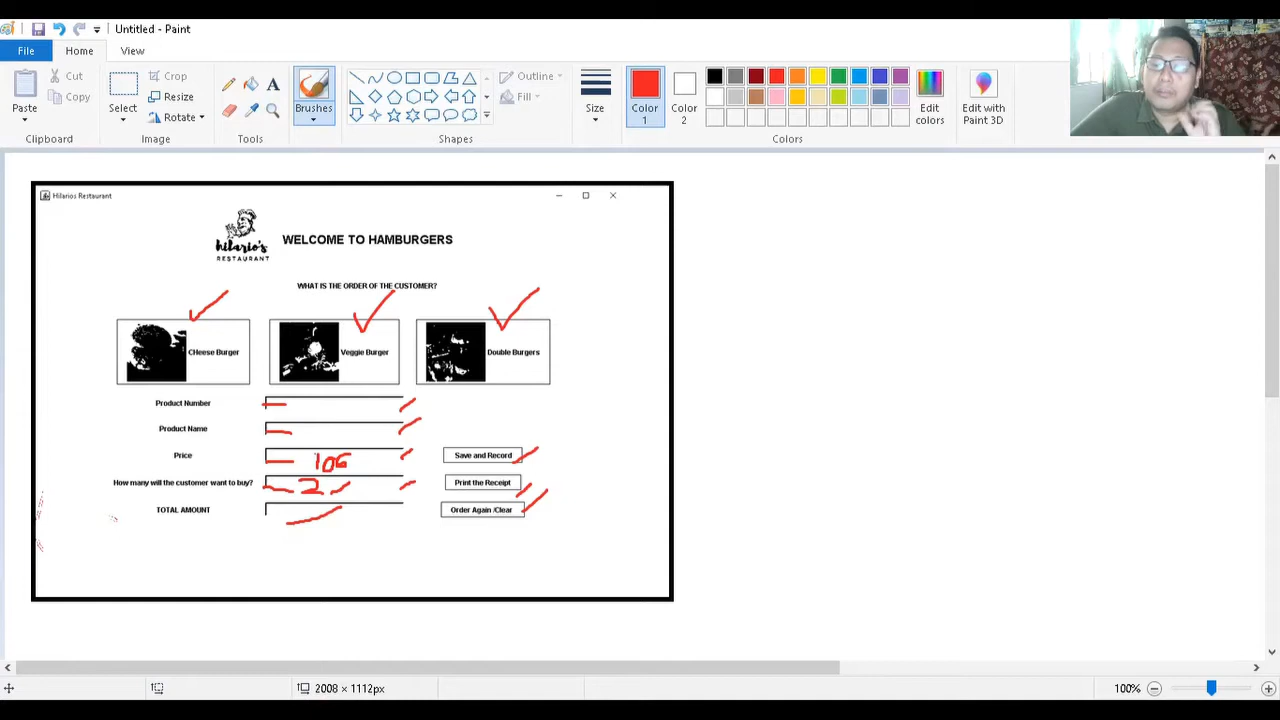 Untitled - Paint
File
Home
View
Paste
Cut
Copy
Clipboard
Select
Crop
Resize
Rotate
Image
Tools
Brushes
Outline
Fill
Shapes
Size
Color
1
Color
2
Edit
colors
Edit with
Paint 3D
Colors
Hilarios Restaurant
hilario's
RESTAURANT
WELCOME TO HAMBURGERS
WHAT IS THE ORDER OF THE CUSTOMER?
CHeese Burger
Veggie Burger
Double Burgers
Product Number
Product Name
Price
106
Save and Record
How many will the customer want to buy?
2
Print the Receipt
TOTAL AMOUNT
Order Again /Clear
2008 × 1112px
100%